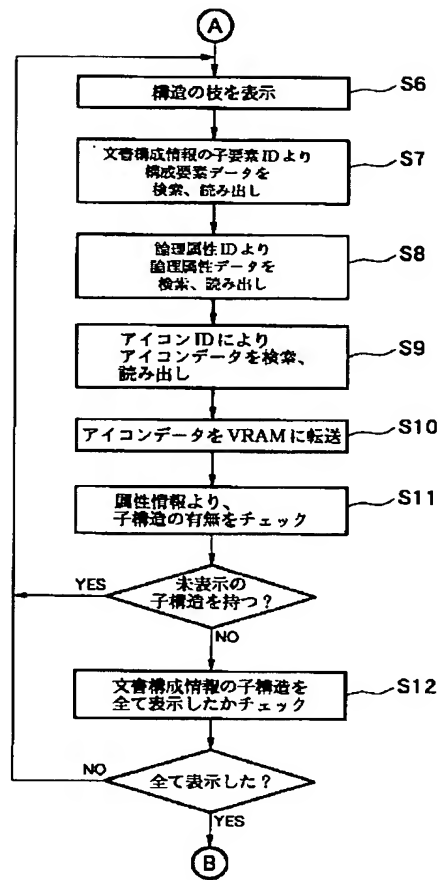 A
構造の枝を表示
S6
文書構成情報の子要素IDより
構成要素データを
検索、読み出し
S7
論理属性IDより
論理属性データを
検索、読み出し
S8
アイコンIDにより
アイコンデータを検索、
読み出し
S9
アイコンデータをVRAMに転送
S10
属性情報より、
子構造の有無をチェック
S11
YES
未表示の
子構造を持つ？
NO
文書構成情報の子構造を
全て表示したかチェック
S12
NO
全て表示した？
YES
B